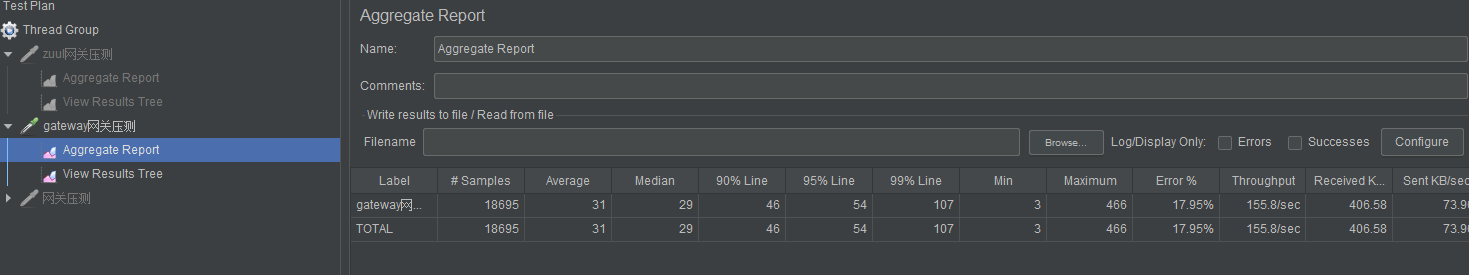 Test Plan
Thread Group
zuul网关压测
Aggregate Report
View Results Tree
gateway网关压测
Aggregate Report
View Results Tree
网关压测
Aggregate Report
Name: Aggregate Report
Comments:
Write results to file / Read from file
Filename Browse... Log/Display Only: Errors Successes Configure
Label # Samples Average Median 90% Line 95% Line 99% Line Min Maximum Error % Throughput Received K... Sent KB/sec
gateway网... 18695 31 29 46 54 107 3 466 17.95% 155.8/sec 406.58 73.90
TOTAL 18695 31 29 46 54 107 3 466 17.95% 155.8/sec 406.58 73.90